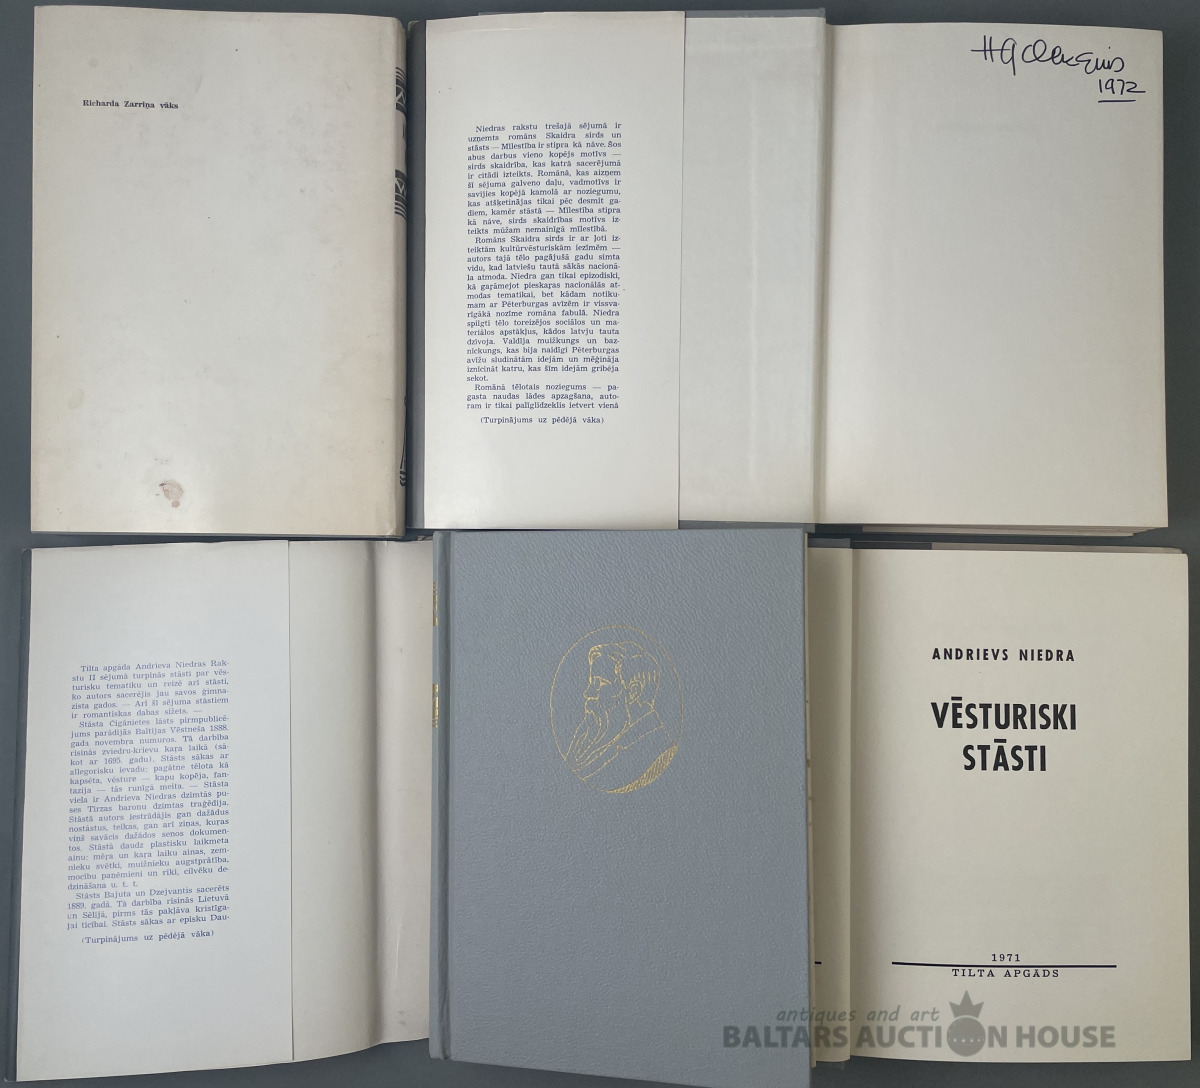 Richarda Zarriņa vāks
Niedras rakstu trešajā sējumā ir
uzņemts romāns Skaidra sirds un
stāsts — Mīlestība ir stipra kā nāve. Šos
abus darbus vieno kopējs motīvs —
sirds skaidrība, kas katrā sacerējumā
ir citādi izteikts. Romānā, kas aizņem
šī sējuma galveno daļu, vadmotīvs ir
savijies kopējā kamolā ar noziegumu,
kas atšķetinājas tikai pēc desmit ga-
diem, kamēr stāstā — Mīlestība stipra
kā nāve, sirds skaidrības motīvs iz-
teikts mūžam nemainīgā mīlestībā.
Romāns Skaidra sirds ir ar ļoti iz-
teiktām kultūrvēsturiskām iezīmēm —
autors tajā tēlo pagājušā gadu simta
vidu, kad latviešu tautā sākās nacionā-
la atmoda. Niedra gan tikai epizodiski,
kā gaŗāmejot pieskaŗas nacionālās at-
modas tematikai, bet kādam notiku-
mam ar Pēterburgas avīzēm ir vissva-
rīgākā nozīme romāna fabulā. Niedra
spilgti tēlo toreizējos sociālos un ma-
teriālos apstākļus, kādos latvju tauta
dzīvoja. Valdīja muižkungs un baz-
nīckungs, kas bija naidīgi Pēterburgas
avīžu sludinātām idejām un mēģināja
iznīcināt katru, kas šīm idejām gribēja
sekot.
Romānā tēlotais noziegums — pa-
gasta naudas lādes apzagšana, auto-
ram ir tikai palīglīdzeklis ietvert vienā
(Turpinājums uz pēdējā vāka)
1972
Tilta apgāda Andrieva Niedras Rak-
stu II sējumā turpinās stāsti par vēs-
turisku tematiku un reizē arī stāsti,
ko autors sacerējis jau savos ģimnā-
zista gados. — Arī šī sējuma stāstiem
ir romantiskas dabas sižets. —
Stāsta Čigānietes lāsts pirmpublicē-
jums parādījās Baltijas Vēstneša 1888.
gada novembra numuros. Tā darbība
risinās zviedru-krievu kaŗa laikā (sā-
kot ar 1695. gadu). Stāsts sākas ar
allegorisku ievadu: pagātne tēlota kā
kapsēta, vēsture — kapu kopēja, fan-
tazija — tās runīgā meita. — Stāsta
viela ir Andrieva Niedras dzimtās pu-
ses Tirzas baronu dzimtas traģēdija.
Stāstā autors iestrādājis gan dažādus
nostāstus, teikas, gan arī ziņas, kuŗas
viņš savācis dažādos senos dokumen-
tos. Stāstā daudz plastisku laikmeta
ainu: mēŗa un kaŗa laiku ainas, zem-
nieku svētki, muižnieku augstprātība,
mocību paņēmieni un rīki, cilvēku de-
dzināšana u. t. t.
Stāsts Bajuta un Dzejvantis sacerēts
1889. gadā. Tā darbība risinās Lietuvā
un Sēlijā, pirms tās pakļāva kristīga-
jai ticībai. Stāsts sākas ar episku Dau-
(Turpinājums uz pēdējā vāka)
ANDRIEVS NIEDRA
VĒSTURISKI
STĀSTI
1971
TILTA APGĀDS
antiques and art
BALTARS AUCTION HOUSE